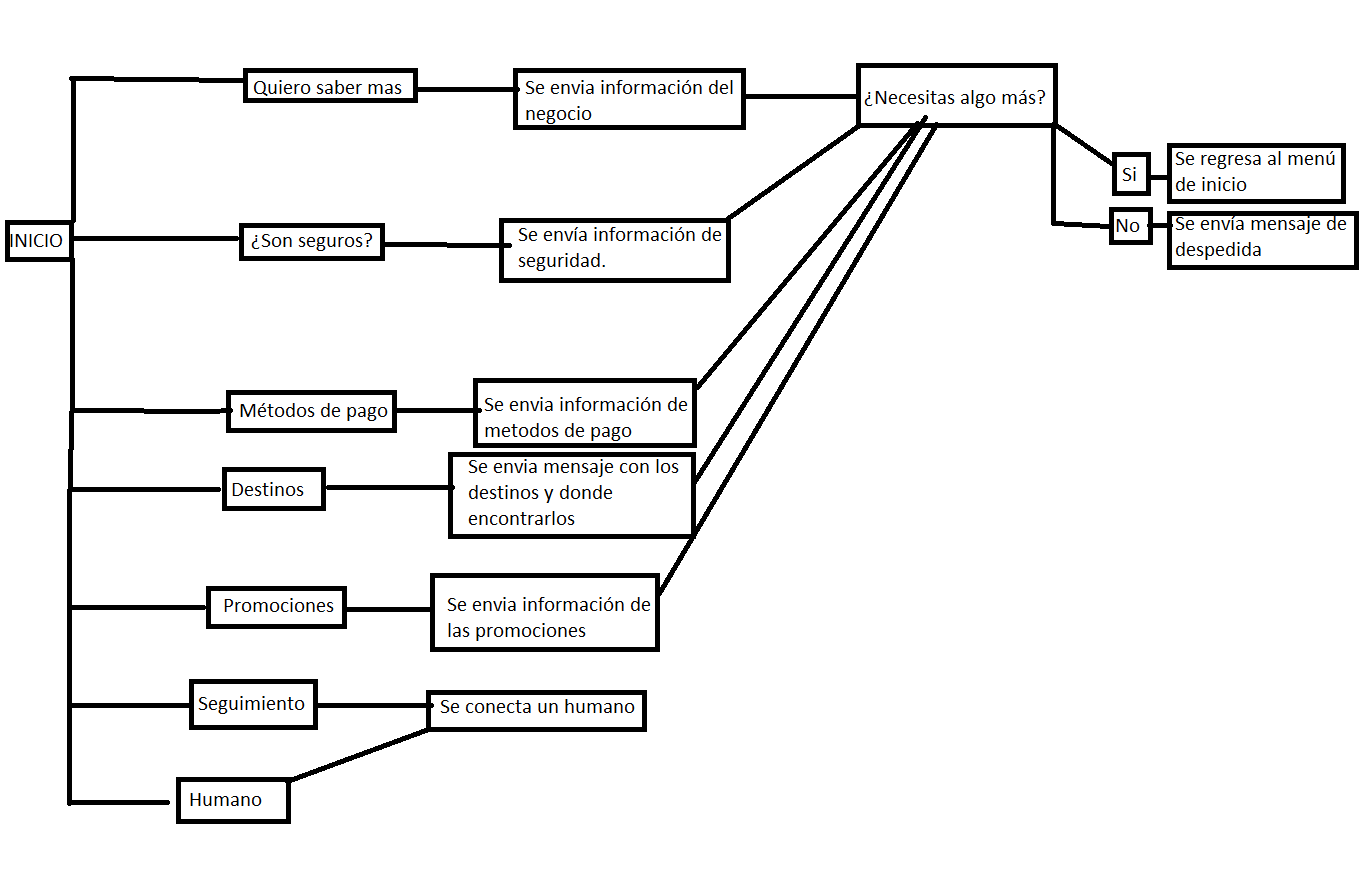 Quiero saber mas
Se envia información del
negocio
¿Necesitas algo más?
Si
Se regresa al menú
de inicio
No
Se envía mensaje de
despedida
INICIO
¿Son seguros?
Se envía información de
seguridad.
Métodos de pago
Se envia información de
metodos de pago
Destinos
Se envia mensaje con los
destinos y donde
encontrarlos
Promociones
Se envia información de
las promociones
Seguimiento
Se conecta un humano
Humano